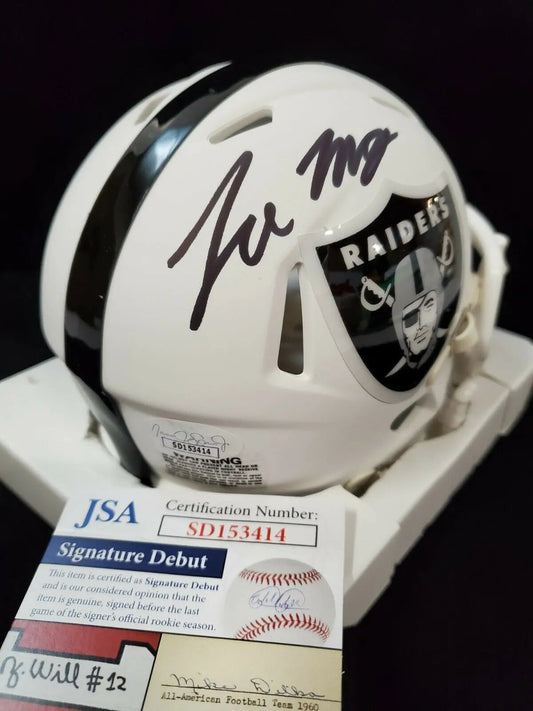 RAIDERS
SD153414
WARNING
JSA
Certification Number:
SD153414
Signature Debut
This item is certified as Signature Debut
and is our considered opinion that the
item is genuine, signed before the last
game of the signer's official rookie season.
Z. Will #12
Mike Ditka
All-American Football Team 1960